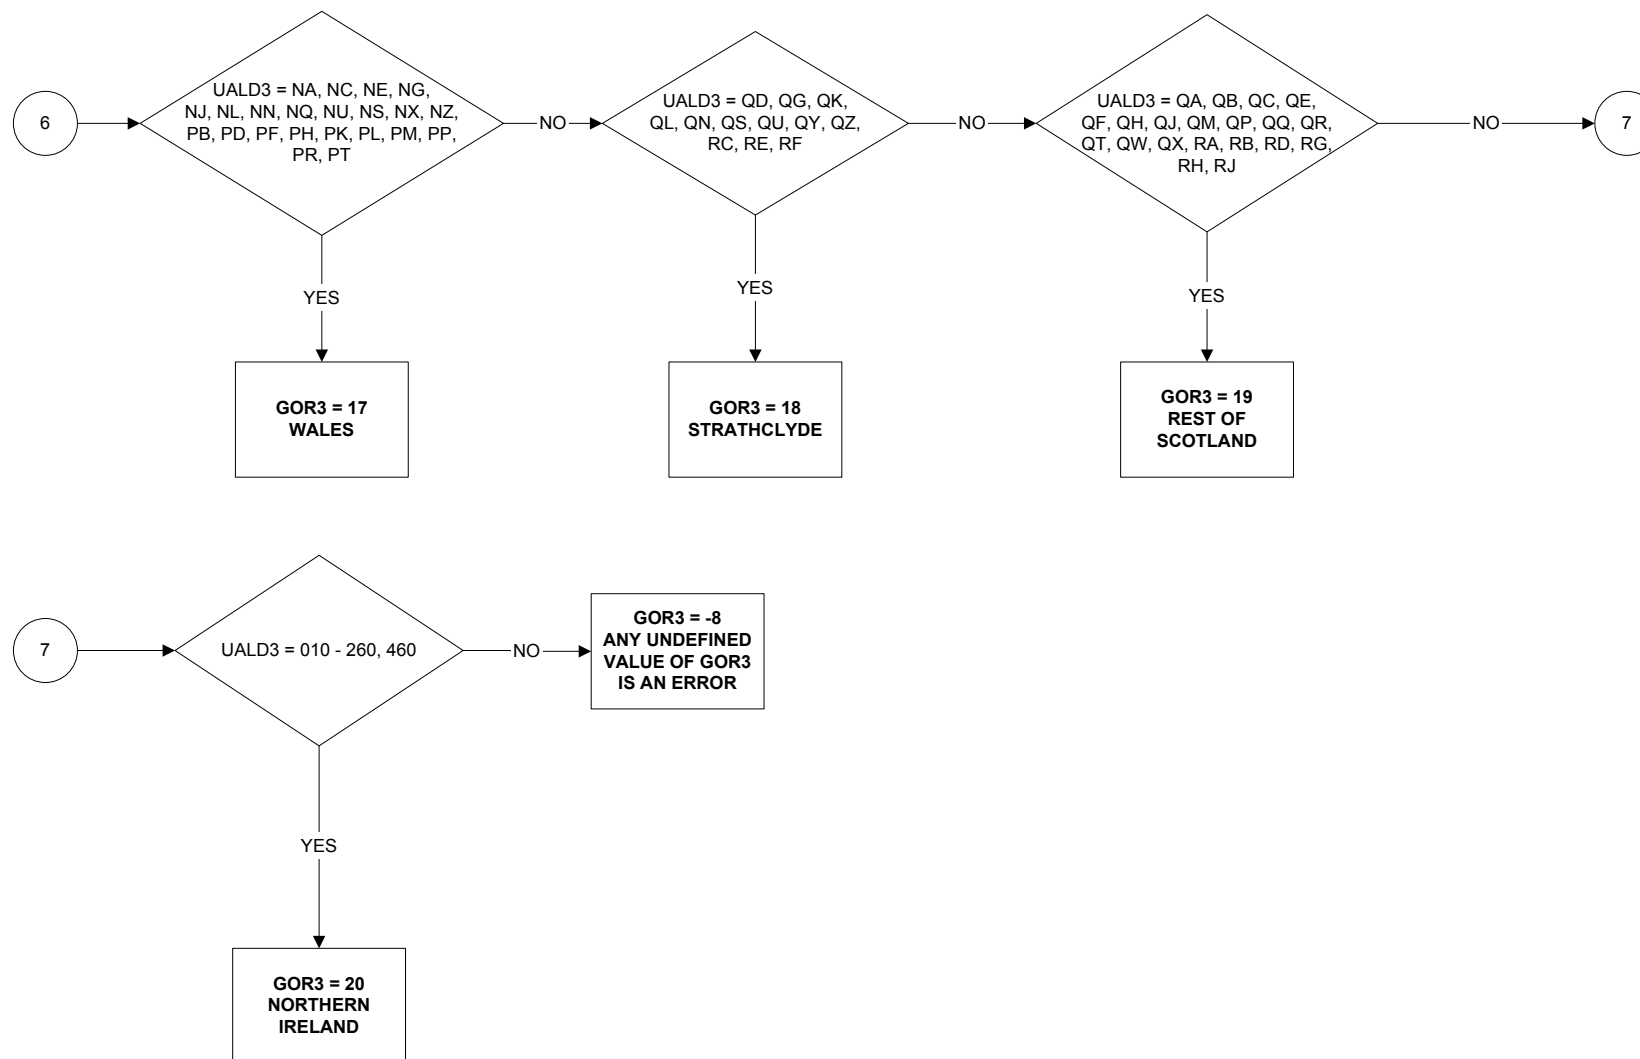 6
UALD3 = NA, NC, NE, NG,
NJ, NL, NN, NQ, NU, NS, NX, NZ,
PB, PD, PF, PH, PK, PL, PM, PP,
PR, PT
NO
UALD3 = QD, QG, QK,
QL, QN, QS, QU, QY, QZ,
RC, RE, RF
NO
UALD3 = QA, QB, QC, QE,
QF, QH, QJ, QM, QP, QQ, QR,
QT, QW, QX, RA, RB, RD, RG,
RH, RJ
NO
7
YES
YES
YES
GOR3 = 17
WALES
GOR3 = 18
STRATHCLYDE
GOR3 = 19
REST OF
SCOTLAND
7
UALD3 = 010 - 260, 460
NO
GOR3 = -8
ANY UNDEFINED
VALUE OF GOR3
IS AN ERROR
YES
GOR3 = 20
NORTHERN
IRELAND